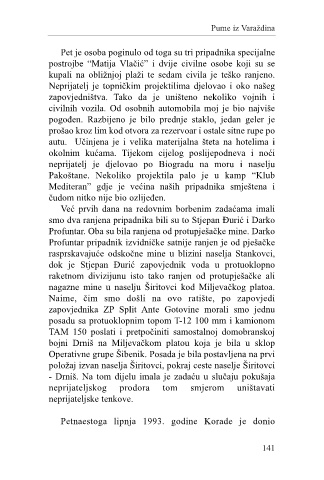 Pume iz Varaždina
Pet je osoba poginulo od toga su tri pripadnika specijalne
postrojbe “Matija Vlačić” i dvije civilne osobe koji su se
kupali na obližnjoj plaži te sedam civila je teško ranjeno.
Neprijatelj je topničkim projektilima djelovao i oko našeg
zapovjedništva. Tako da je uništeno nekoliko vojnih i
civilnih vozila. Od osobnih automobila moj je bio najviše
pogođen. Razbijeno je bilo prednje staklo, jedan geler je
prošao kroz lim kod otvora za rezervoar i ostale sitne rupe po
autu. Učinjena je i velika materijalna šteta na hotelima i
okolnim kućama. Tijekom cijelog poslijepodneva i noći
neprijatelj je djelovao po Biogradu na moru i naselju
Pakoštane. Nekoliko projektila palo je u kamp “Klub
Mediteran” gdje je većina naših pripadnika smještena i
čudom nitko nije bio ozlijeđen.
Već prvih dana na redovnim borbenim zadaćama imali
smo dva ranjena pripadnika bili su to Stjepan Đurić i Darko
Profuntar. Oba su bila ranjena od protupješačke mine. Darko
Profuntar pripadnik izvidničke satnije ranjen je od pješačke
rasprskavajuće odskočne mine u blizini naselja Stankovci,
dok je Stjepan Đurić zapovjednik voda u protuoklopno
raketnom divizijunu isto tako ranjen od protupješačke ali
nagazne mine u naselju Širitovci kod Miljevačkog platoa.
Naime, čim smo došli na ovo ratište, po zapovjedi
zapovjednika ZP Split Ante Gotovine morali smo jednu
posadu sa protuoklopnim topom T-12 100 mm i kamionom
TAM 150 poslati i pretpočiniti samostalnoj domobranskoj
bojni Drniš na Miljevačkom platou koja je bila u sklop
Operativne grupe Šibenik. Posada je bila postavljena na prvi
položaj izvan naselja Širitovci, pokraj ceste naselje Širitovci
- Drniš. Na tom dijelu imala je zadaću u slučaju pokušaja
neprijateljskog prodora tom smjerom uništavati
neprijateljske tenkove.
Petnaestoga lipnja 1993. godine Korade je donio
141